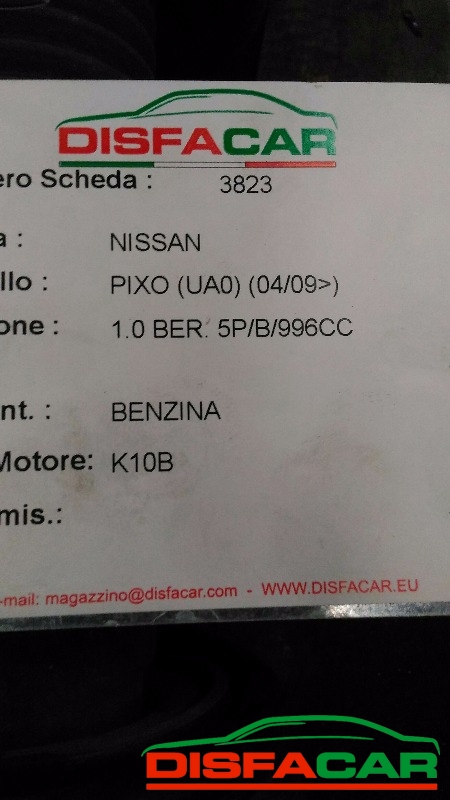 DISFACAR
ero Scheda : 3823
a : NISSAN
llo : PIXO (UA0) (04/09>)
one : 1.0 BER. 5P/B/996CC
nt. : BENZINA
Motore: K10B
mis.:
-mail: magazzino@disfacar.com - WWW.DISFACAR.EU
DISFACAR